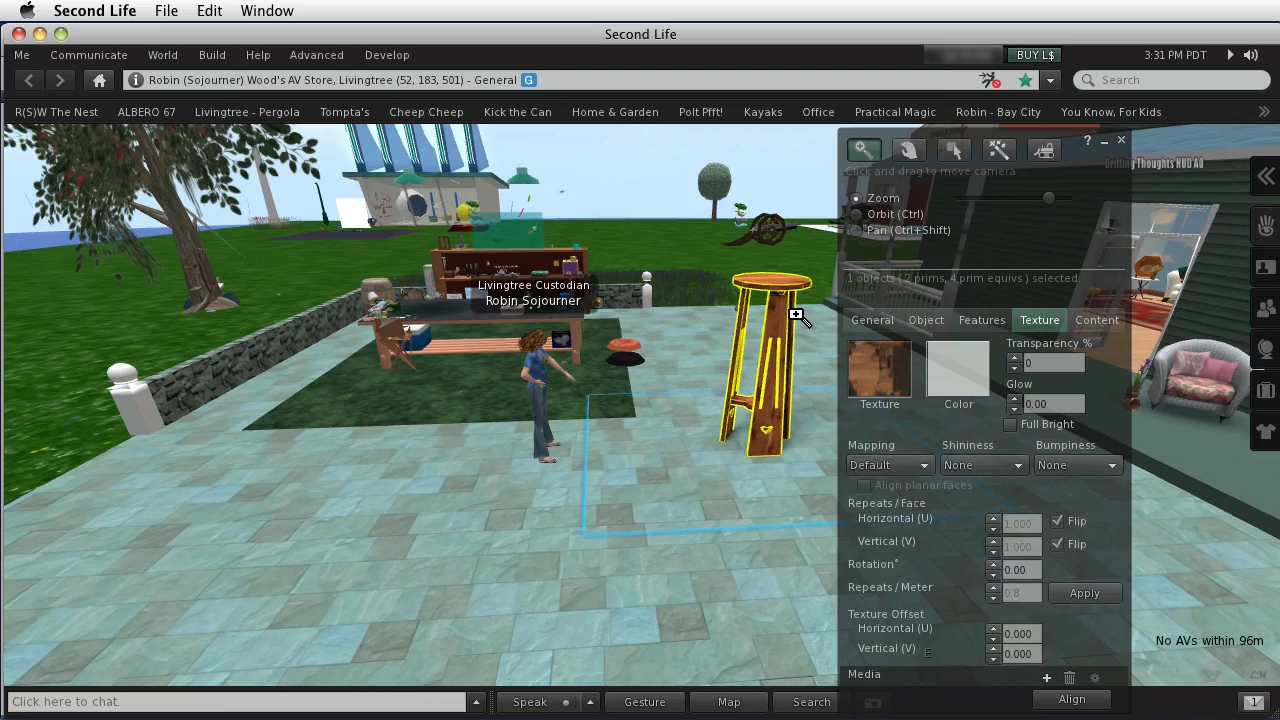 Second Life File Edit Window
Second Life
Me Communicate World Build Help Advanced Develop BUY L$ 3:31 PM PDT
Robin (Sojourner) Wood's AV Store, Livingtree (52, 183, 501) - General G Search
R(S)W The Nest ALBERO 67 Livingtree - Pergola Tompta's Cheep Cheep Kick the Can Home & Garden Polt Pfft! Kayaks Office Practical Magic Robin - Bay City You Know, For Kids
?
Drifting Thoughts HUD AO
Click and drag to move camera
Zoom
Orbit (Ctrl)
Pan (Ctrl+Shift)
1 objects ( 2 prims, 4 prim equivs ) selected.
Livingtree Custodian
Robin Sojourner
General Object Features Texture Content
Transparency %
0
Glow
Texture Color 0.00
Full Bright
Mapping Shininess Bumpiness
Default None None
Align planar faces
Repeats / Face
Horizontal (U) 1.000 Flip
Vertical (V) 1.000 Flip
Rotation° 0.00
Repeats / Meter 0.8 Apply
Texture Offset
Horizontal (U) 0.000
Vertical (V) 0.000
E
No AVs within 96m
Media
Align
Click here to chat. Speak Gesture Map Search 1